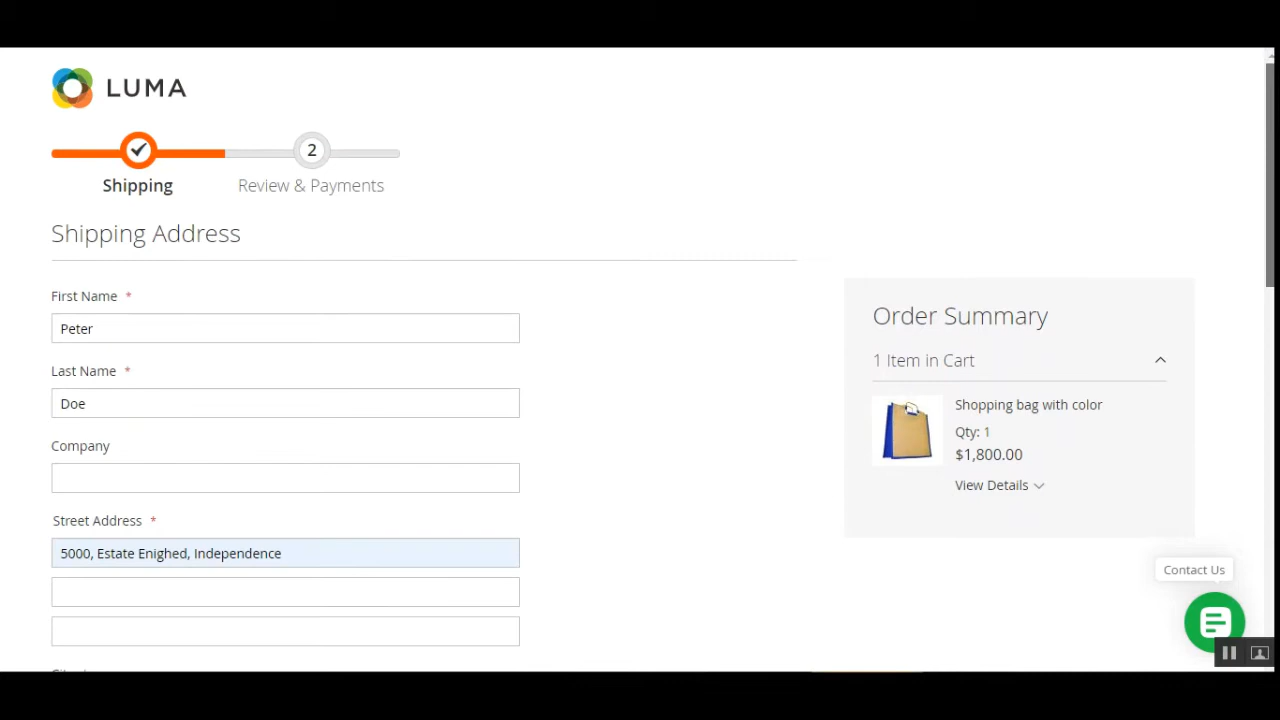 LUMA
2
Shipping
Review & Payments
Shipping Address
First Name *
Peter
Last Name *
Doe
Company
Street Address *
5000, Estate Enighed, Independence
Order Summary
1 Item in Cart
Shopping bag with color
Qty: 1
$1,800.00
View Details
Contact Us